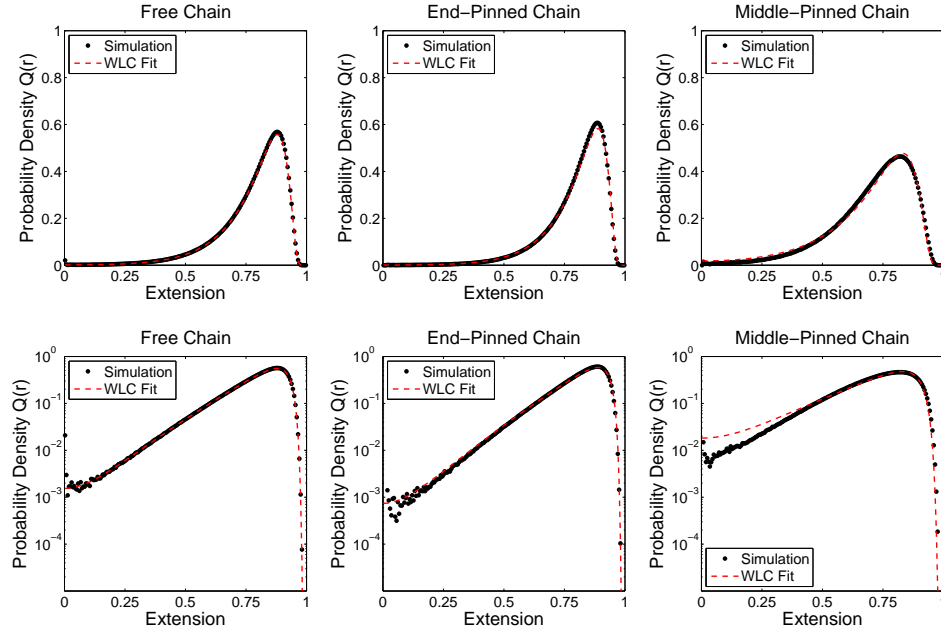 Free Chain
Probability Density Q(r)
1
0.8
0.6
0.4
0.2
0
Simulation
WLC Fit
0 0.25 0.5 0.75 1
Extension
End−Pinned Chain
Probability Density Q(r)
1
0.8
0.6
0.4
0.2
0
Simulation
WLC Fit
0 0.25 0.5 0.75 1
Extension
Middle−Pinned Chain
Probability Density Q(r)
1
0.8
0.6
0.4
0.2
0
Simulation
WLC Fit
0 0.25 0.5 0.75
Extension
Free Chain
Probability Density Q(r)
10^0
10^−1
10^−2
10^−3
10^−4
Simulation
WLC Fit
0 0.25 0.5 0.75 1
Extension
End−Pinned Chain
Probability Density Q(r)
10^0
10^−1
10^−2
10^−3
10^−4
Simulation
WLC Fit
0 0.25 0.5 0.75 1
Extension
Middle−Pinned Chain
Probability Density Q(r)
10^0
10^−1
10^−2
10^−3
10^−4
Simulation
WLC Fit
0 0.25 0.5 0.75
Extension